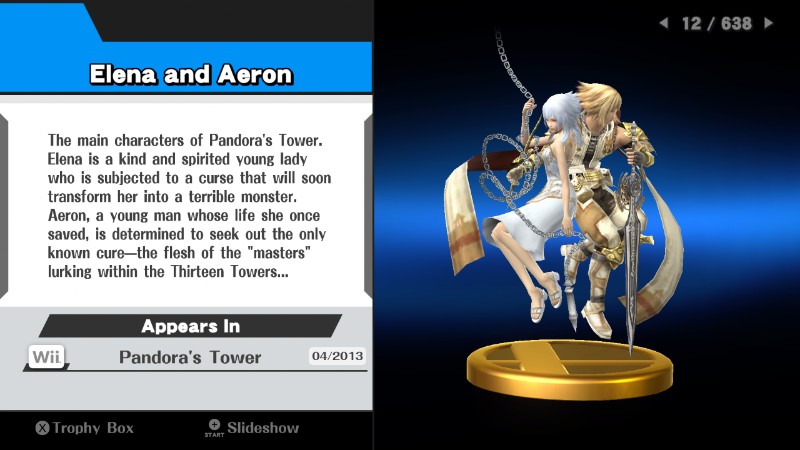 12 / 638
Elena and Aeron
The main characters of Pandora's Tower.
Elena is a kind and spirited young lady
who is subjected to a curse that will soon
transform her into a terrible monster.
Aeron, a young man whose life she once
saved, is determined to seek out the only
known cure—the flesh of the "masters"
lurking within the Thirteen Towers...
Appears In
Wii Pandora's Tower 04/2013
X Trophy Box START Slideshow